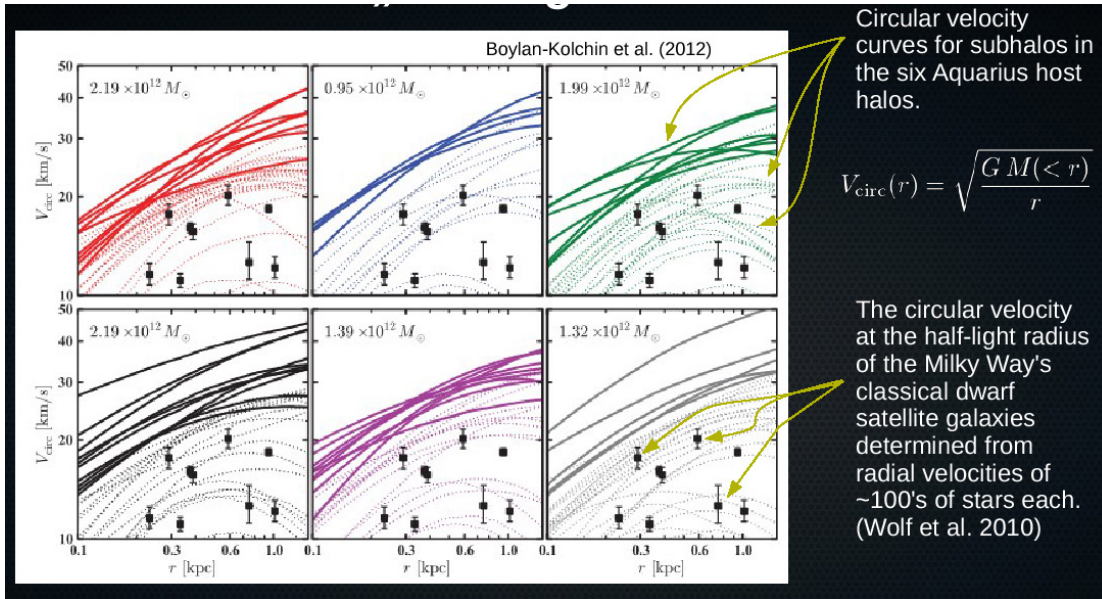 Boylan-Kolchin et al. (2012)
2.19 ×10¹² M☉
0.95 ×10¹² M☉
1.99 ×10¹² M☉
50
40
30
20
10
V_circ [km/s]
2.19 ×10¹² M☉
1.39 ×10¹² M☉
1.32 ×10¹² M☉
50
40
30
20
10
V_circ [km/s]
0.1 0.3 0.6 1.0 0.1 0.3 0.6 1.0 0.1 0.3 0.6 1.0
r [kpc] r [kpc] r [kpc]
Circular velocity
curves for subhalos in
the six Aquarius host
halos.
V_circ(r) = √(G M(< r) / r)
The circular velocity
at the half-light radius
of the Milky Way's
classical dwarf
satellite galaxies
determined from
radial velocities of
~100's of stars each.
(Wolf et al. 2010)